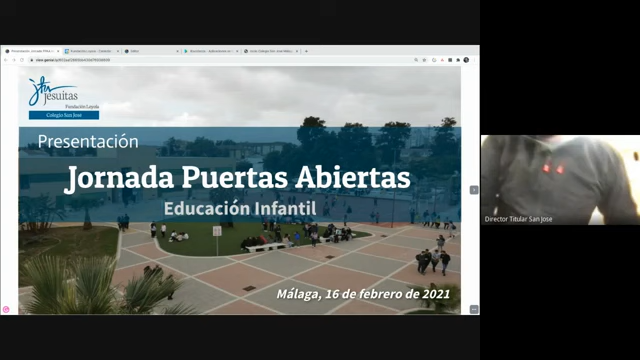 Jesuitas
Fundación Loyola
Colegio San José
Presentación
Jornada Puertas Abiertas
Educación Infantil
Málaga, 16 de febrero de 2021
Director Titular San Jose